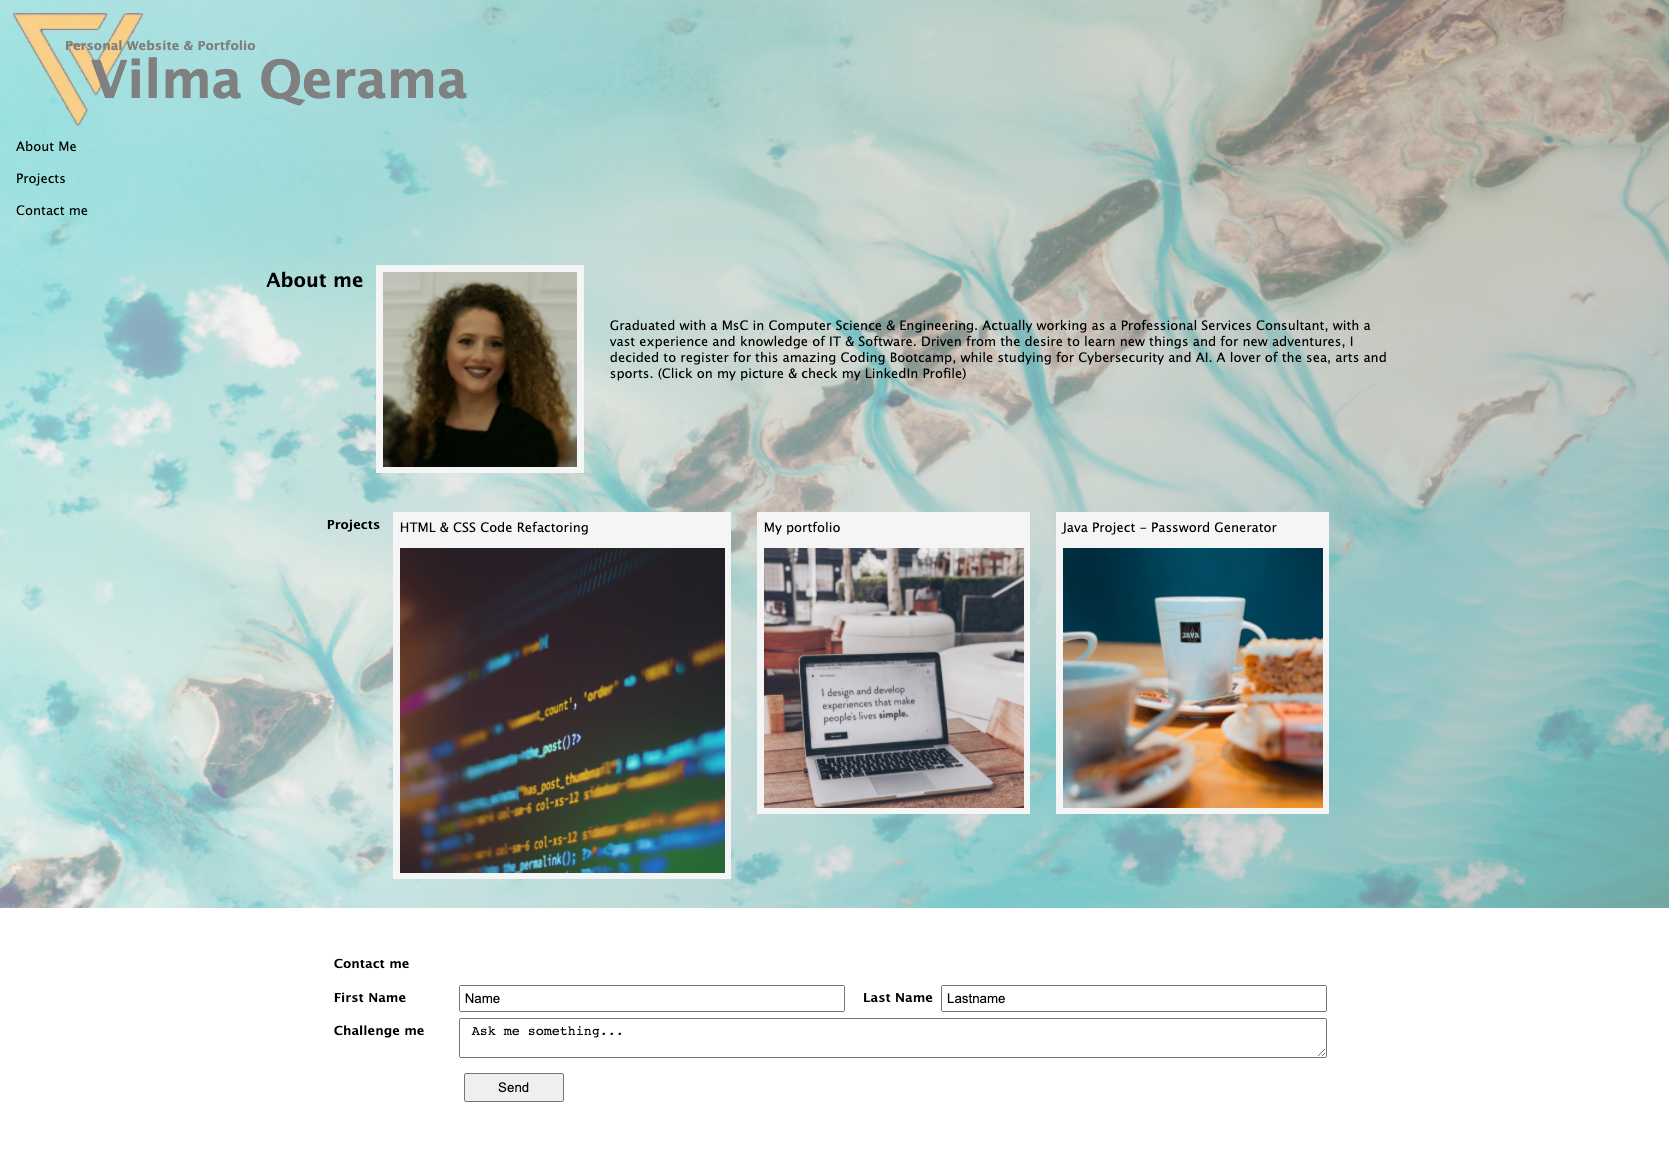 Personal Website & Portfolio
Vilma Qerama
About Me
Projects
Contact me
About me
Graduated with a MsC in Computer Science & Engineering. Actually working as a Professional Services Consultant, with a
vast experience and knowledge of IT & Software. Driven from the desire to learn new things and for new adventures, I
decided to register for this amazing Coding Bootcamp, while studying for Cybersecurity and AI. A lover of the sea, arts and
sports. (Click on my picture & check my LinkedIn Profile)
Projects
HTML & CSS Code Refactoring
My portfolio
Java Project - Password Generator
comment_count', 'order' =>
the_post()?>
"has_post_thumbnail"
col-sm-6 col-xs-12
col-sm-6 col-xs-12
the_permalink(); ?>"
I design and develop
experiences that make
people's lives simple.
JAVA
Contact me
First Name
Name
Last Name
Lastname
Challenge me
Ask me something...
Send